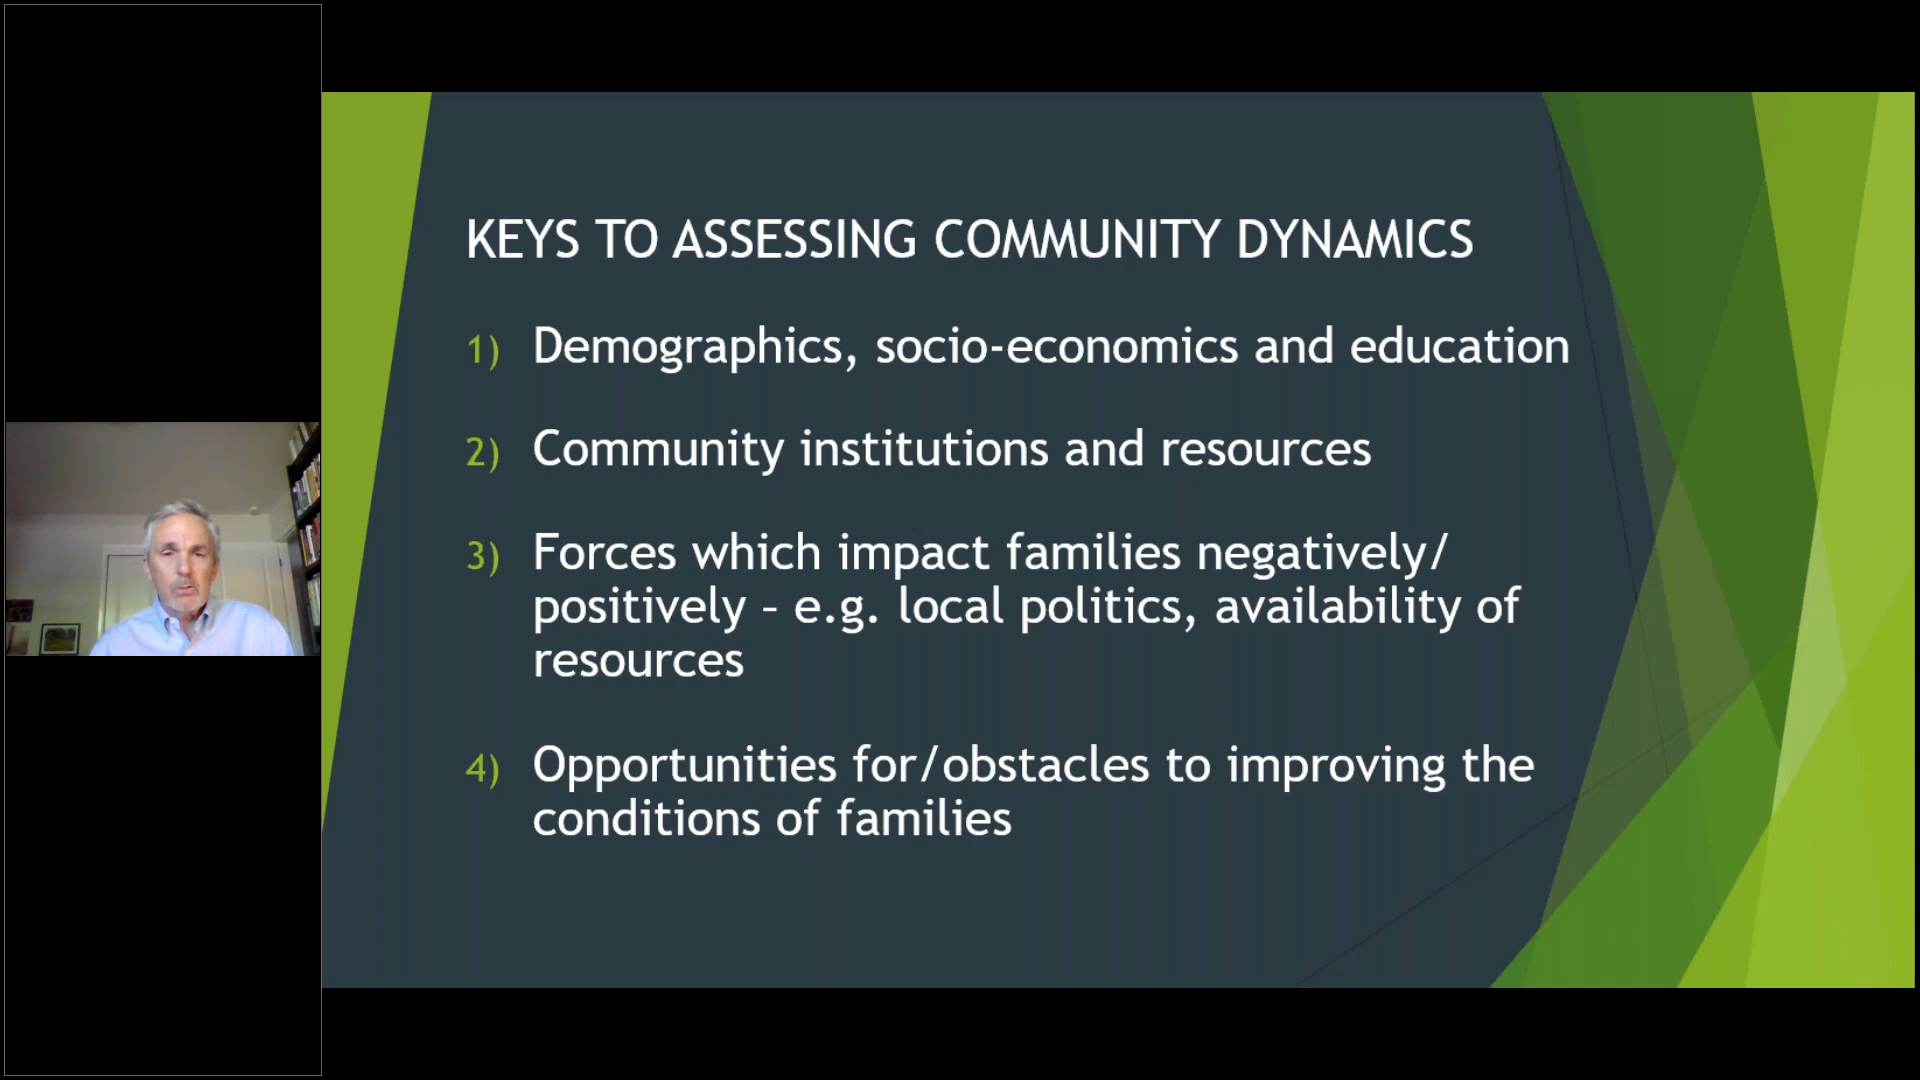 KEYS TO ASSESSING COMMUNITY DYNAMICS
1) Demographics, socio-economics and education
2) Community institutions and resources
3) Forces which impact families negatively/
positively – e.g. local politics, availability of
resources
4) Opportunities for/obstacles to improving the
conditions of families